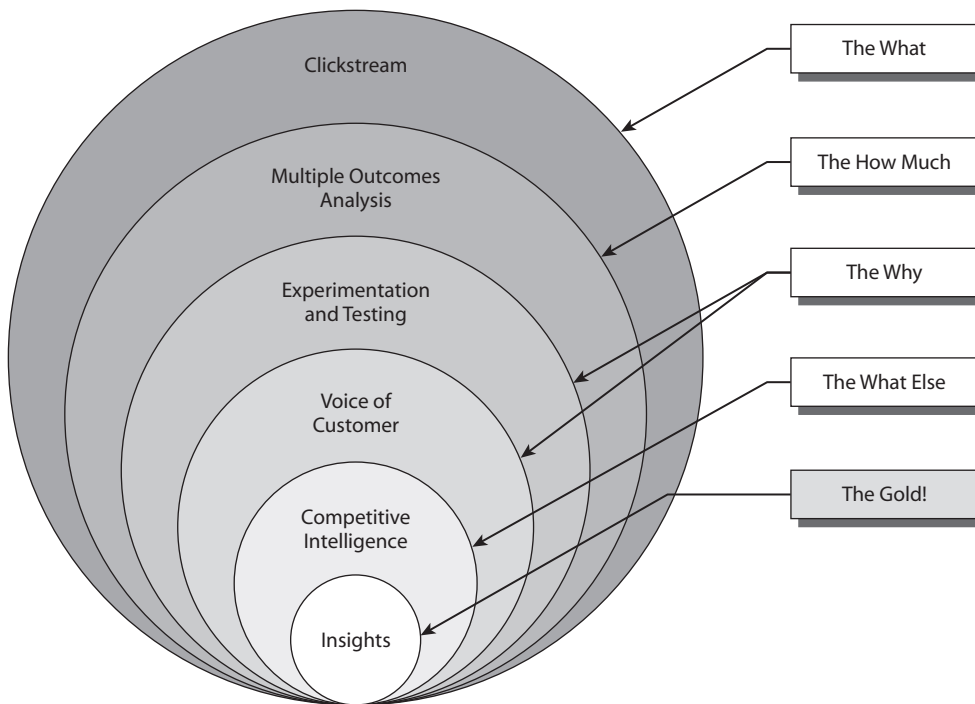 Clickstream
Multiple Outcomes
Analysis
Experimentation
and Testing
Voice of
Customer
Competitive
Intelligence
Insights
The What
The How Much
The Why
The What Else
The Gold!